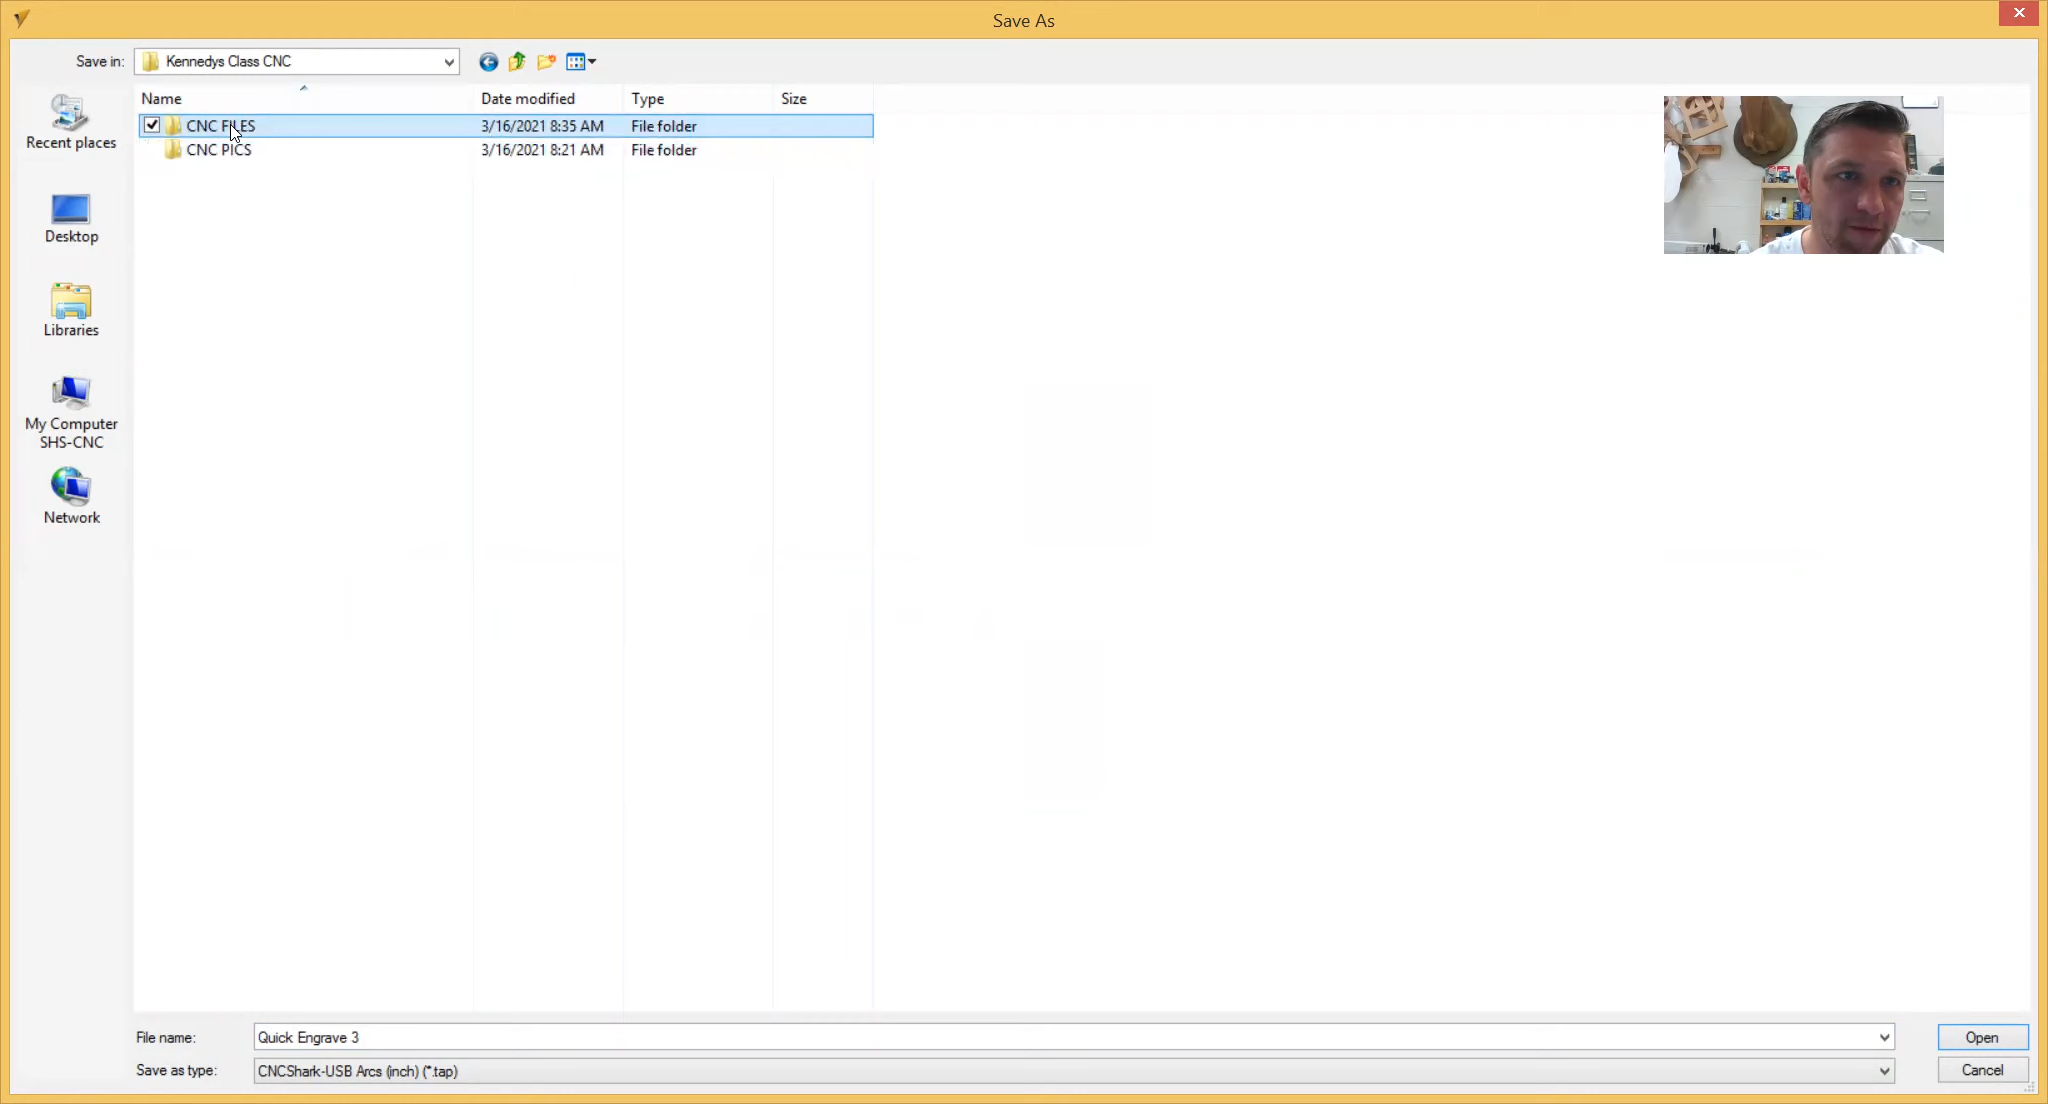 Save As
Save in: Kennedys Class CNC
Name Date modified Type Size
CNC FILES 3/16/2021 8:35 AM File folder
CNC PICS 3/16/2021 8:21 AM File folder
Recent places
Desktop
Libraries
My Computer
SHS-CNC
Network
File name: Quick Engrave 3 Open
Save as type: CNCShark-USB Arcs (inch) (*.tap) Cancel